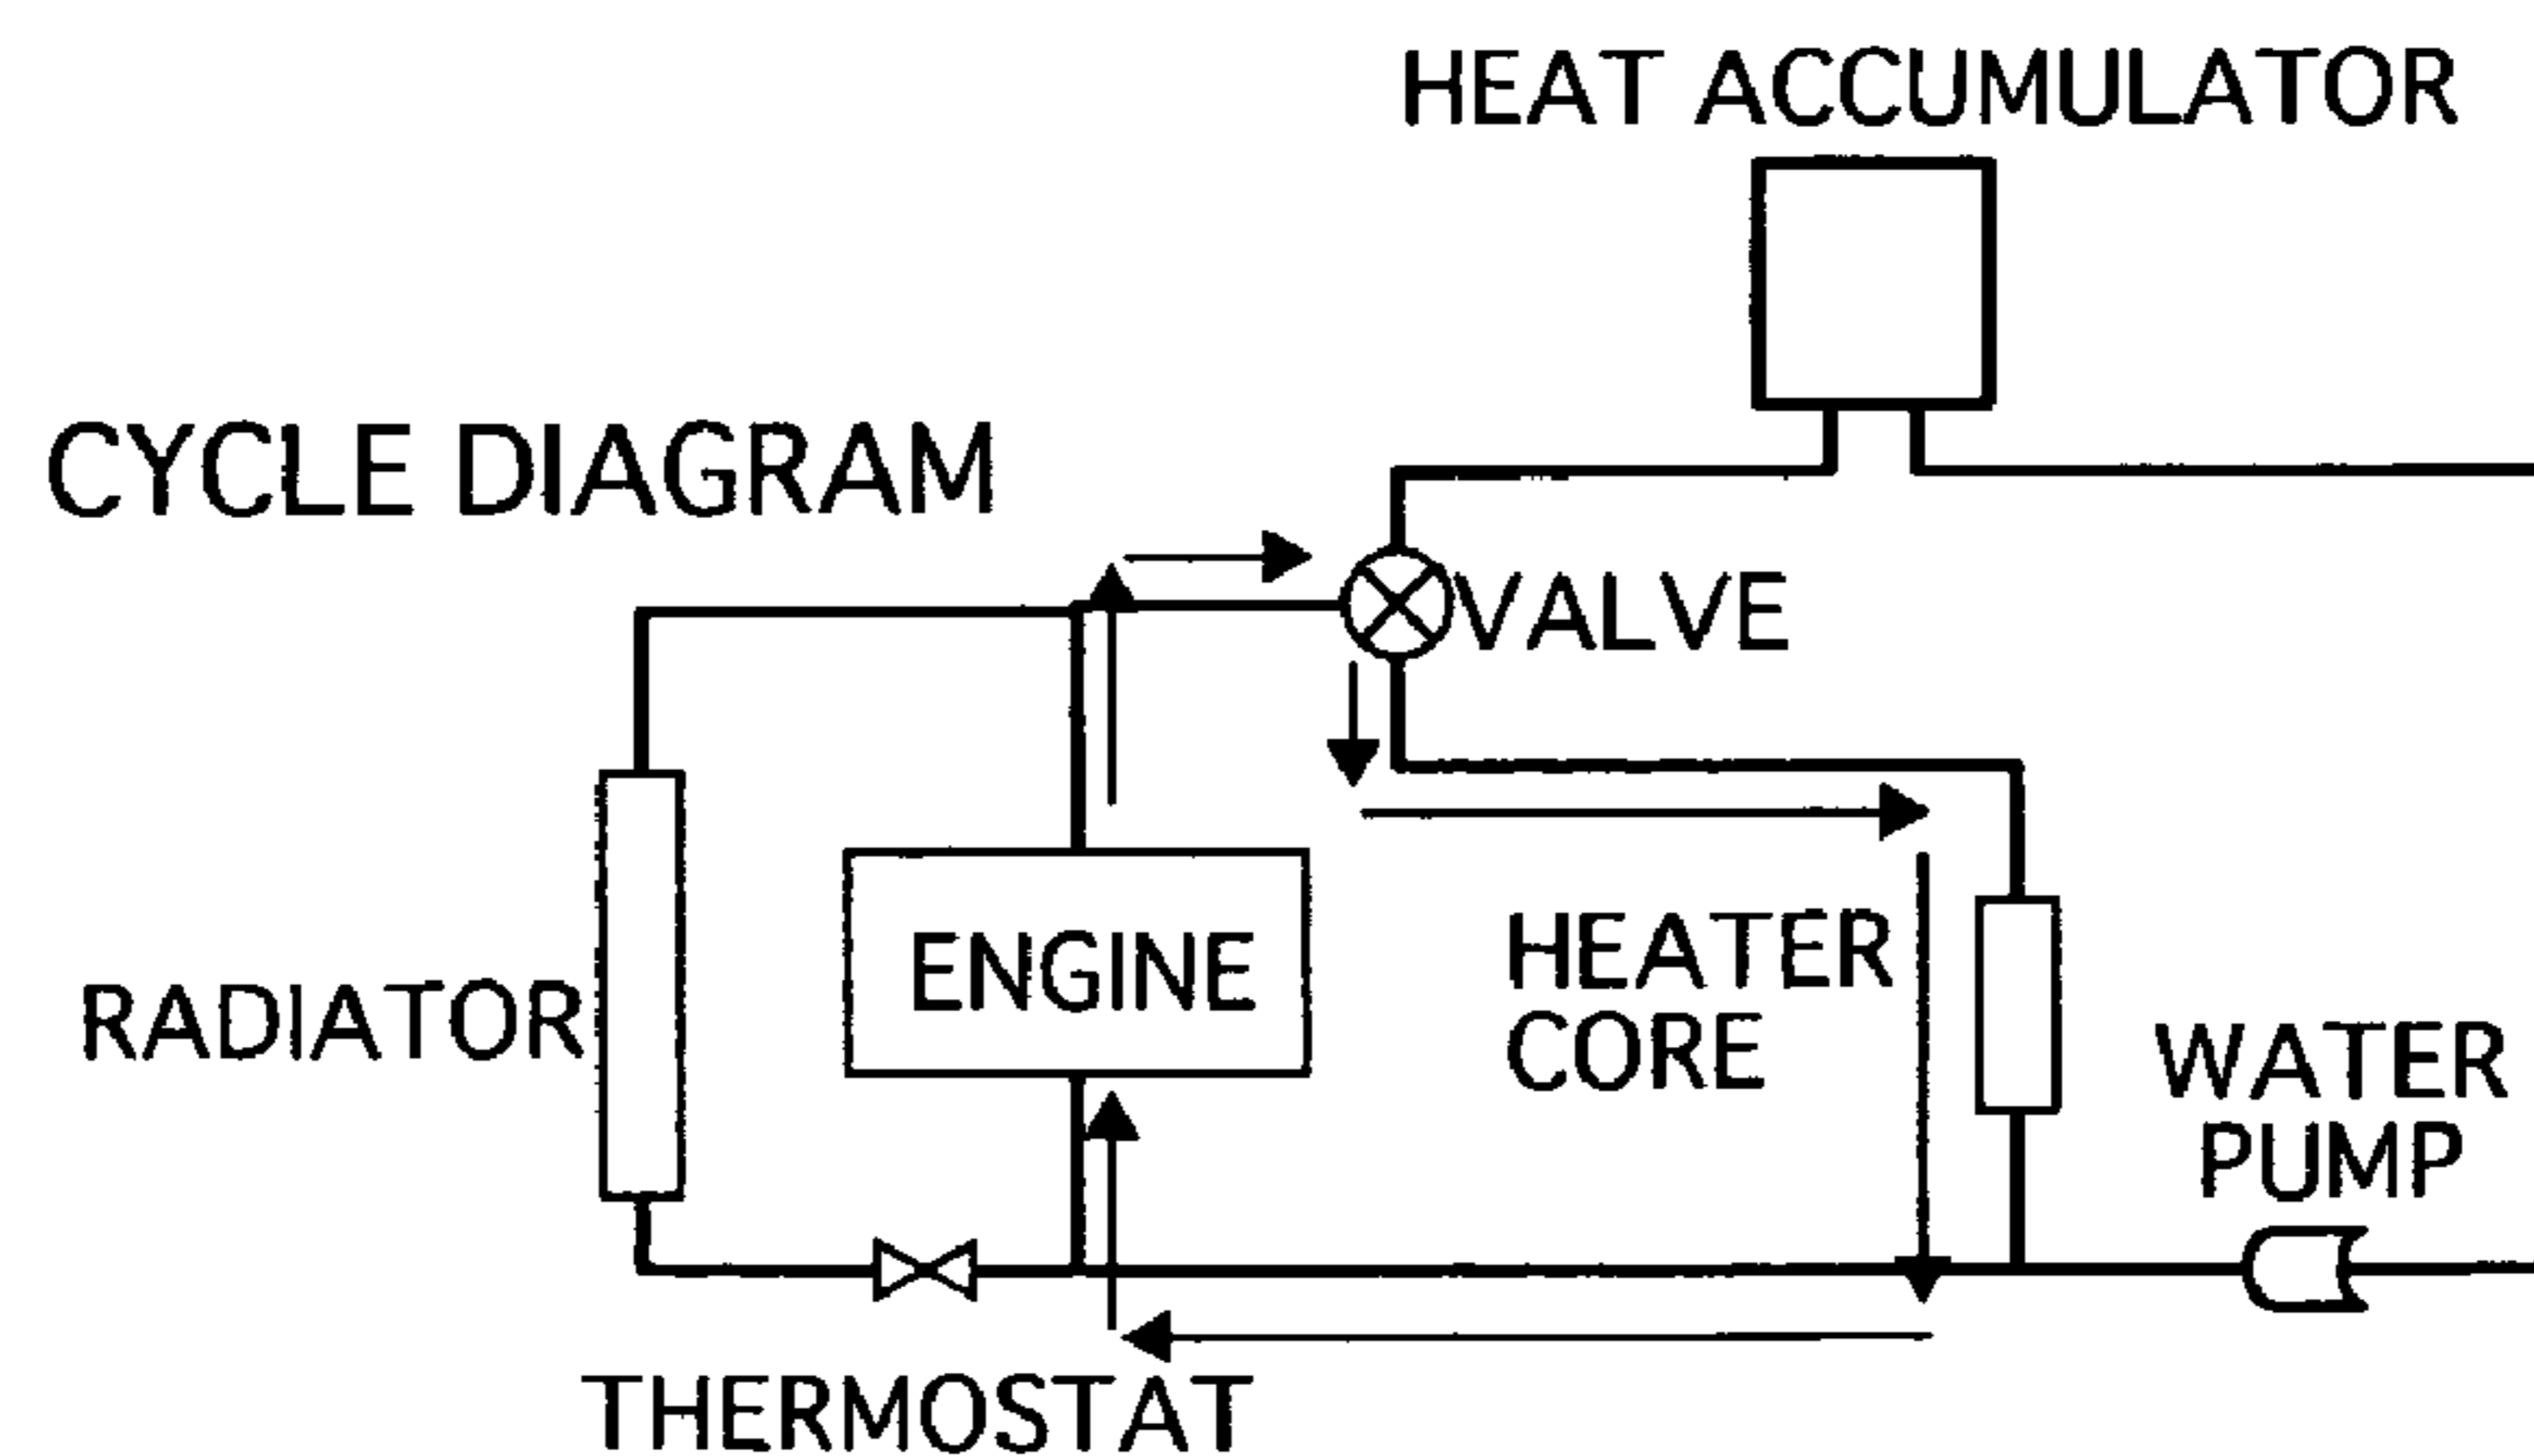 HEAT ACCUMULATOR
CYCLE DIAGRAM
VALVE
ENGINE
HEATER
CORE
RADIATOR
WATER
PUMP
THERMOSTAT